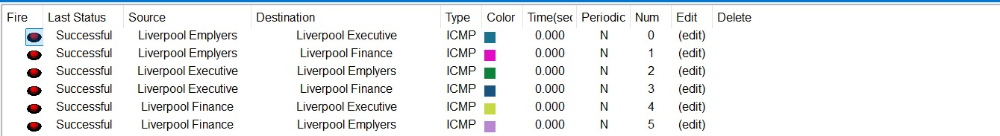 Fire Last Status Source Destination Type Color Time(sec Periodic Num Edit Delete
Successful Liverpool Emplyers Liverpool Executive ICMP 0.000 N 0 (edit)
Successful Liverpool Emplyers Liverpool Finance ICMP 0.000 N 1 (edit)
Successful Liverpool Executive Liverpool Emplyers ICMP 0.000 N 2 (edit)
Successful Liverpool Executive Liverpool Finance ICMP 0.000 N 3 (edit)
Successful Liverpool Finance Liverpool Executive ICMP 0.000 N 4 (edit)
Successful Liverpool Finance Liverpool Emplyers ICMP 0.000 N 5 (edit)